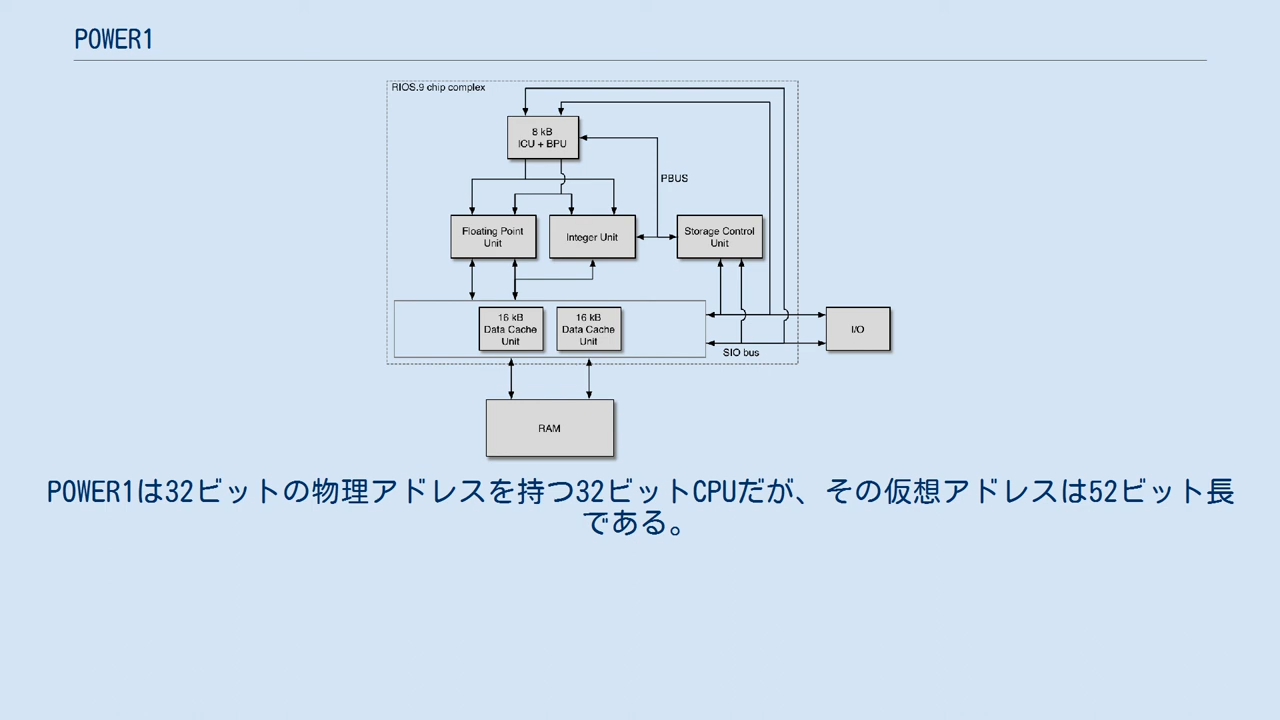 POWER1
RIOS.9 chip complex
8 kB
ICU + BPU
PBUS
Floating Point
Unit
Integer Unit
Storage Control
Unit
16 kB
Data Cache
Unit
16 kB
Data Cache
Unit
I/O
SIO bus
RAM
POWER1は32ビットの物理アドレスを持つ32ビットCPUだが、その仮想アドレスは52ビット長
である。